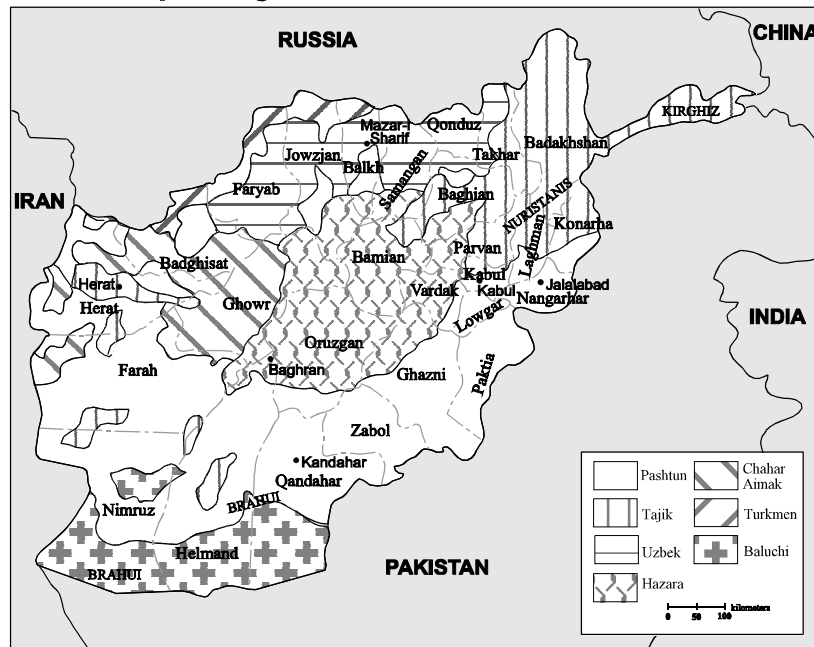 RUSSIA
CHINA
KIRGHIZ
Mazar-I
Sharif
Qonduz
Jowzjan
Balkh
Samangan
Takhar
Badakhshan
Faryab
Baghian
IRAN
NURISTANIS
Konarha
Laghman
Parvan
Bamian
Badghisat
Kabul
Kabul
Jalalabad
Nangarhar
Vardak
Lowgar
Herat
Herat
Ghowr
INDIA
Oruzgan
Baghran
Farah
Ghazni
Paktia
Zabol
Kandahar
Qandahar
BRAHUI
Nimruz
Helmand
BRAHUI
PAKISTAN
Pashtun
Chahar
Aimak
Tajik
Turkmen
Uzbek
Baluchi
Hazara
kilometers
0 50 100